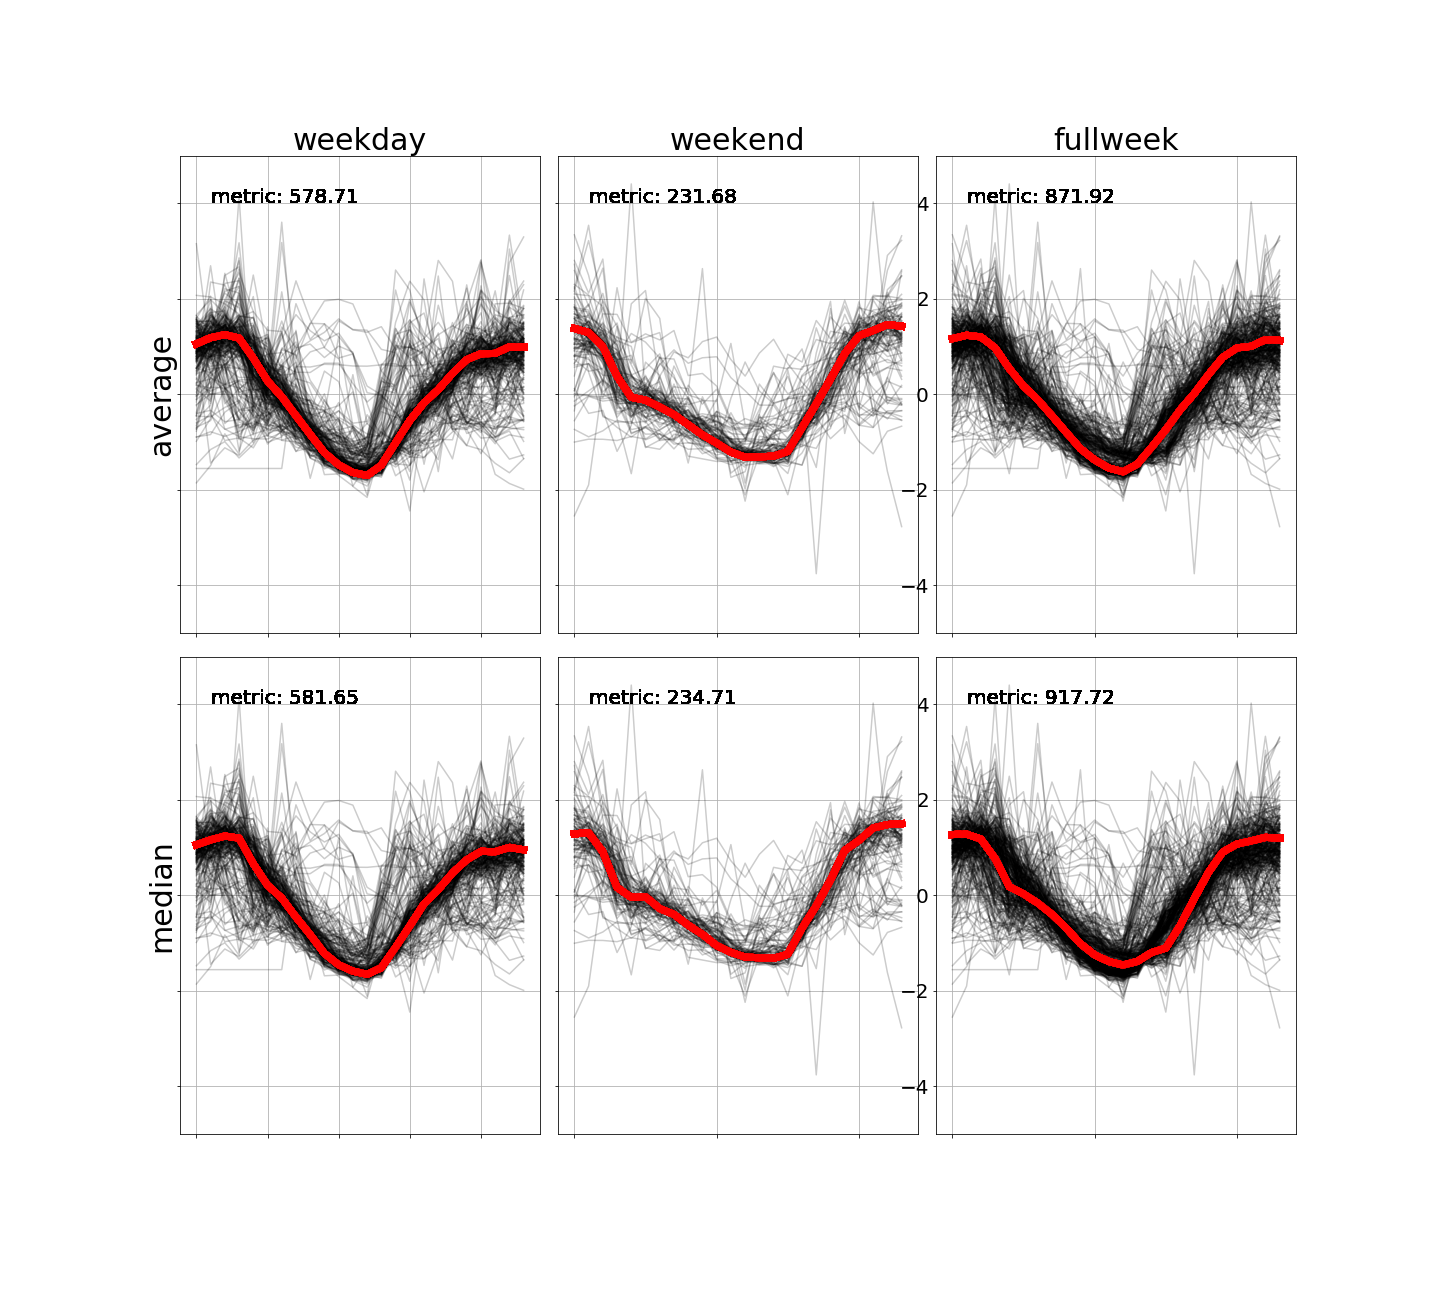 weekday weekend fullweek
metric: 578.71 metric: 231.68 metric: 871.92
4
2
0
−2
−4
average
metric: 581.65 metric: 234.71 metric: 917.72
4
2
0
−2
−4
median